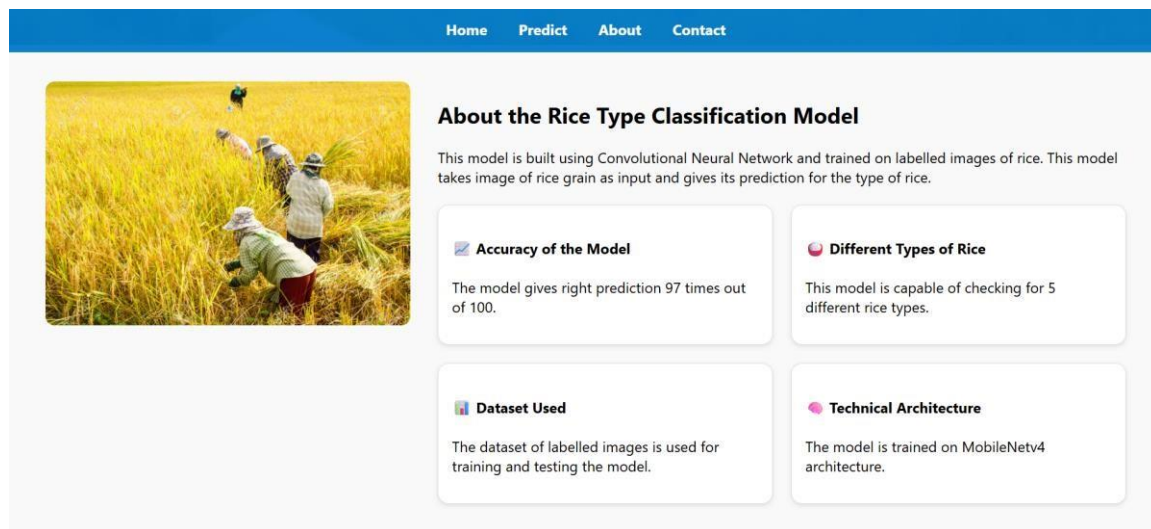 Home Predict About Contact
About the Rice Type Classification Model
This model is built using Convolutional Neural Network and trained on labelled images of rice. This model
takes image of rice grain as input and gives its prediction for the type of rice.
📈 Accuracy of the Model
The model gives right prediction 97 times out
of 100.
🍚 Different Types of Rice
This model is capable of checking for 5
different rice types.
📊 Dataset Used
The dataset of labelled images is used for
training and testing the model.
🧠 Technical Architecture
The model is trained on MobileNetv4
architecture.